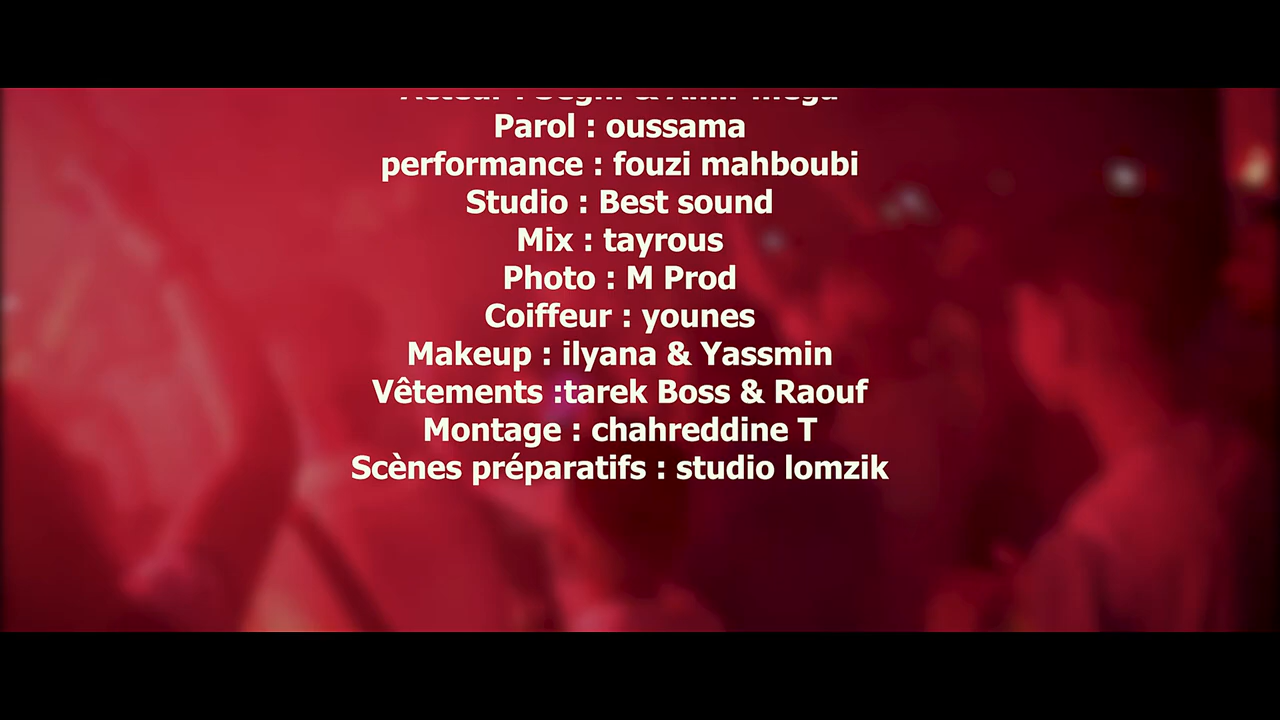 Parol : oussama
performance : fouzi mahboubi
Studio : Best sound
Mix : tayrous
Photo : M Prod
Coiffeur : younes
Makeup : ilyana & Yassmin
Vêtements :tarek Boss & Raouf
Montage : chahreddine T
Scènes préparatifs : studio lomzik